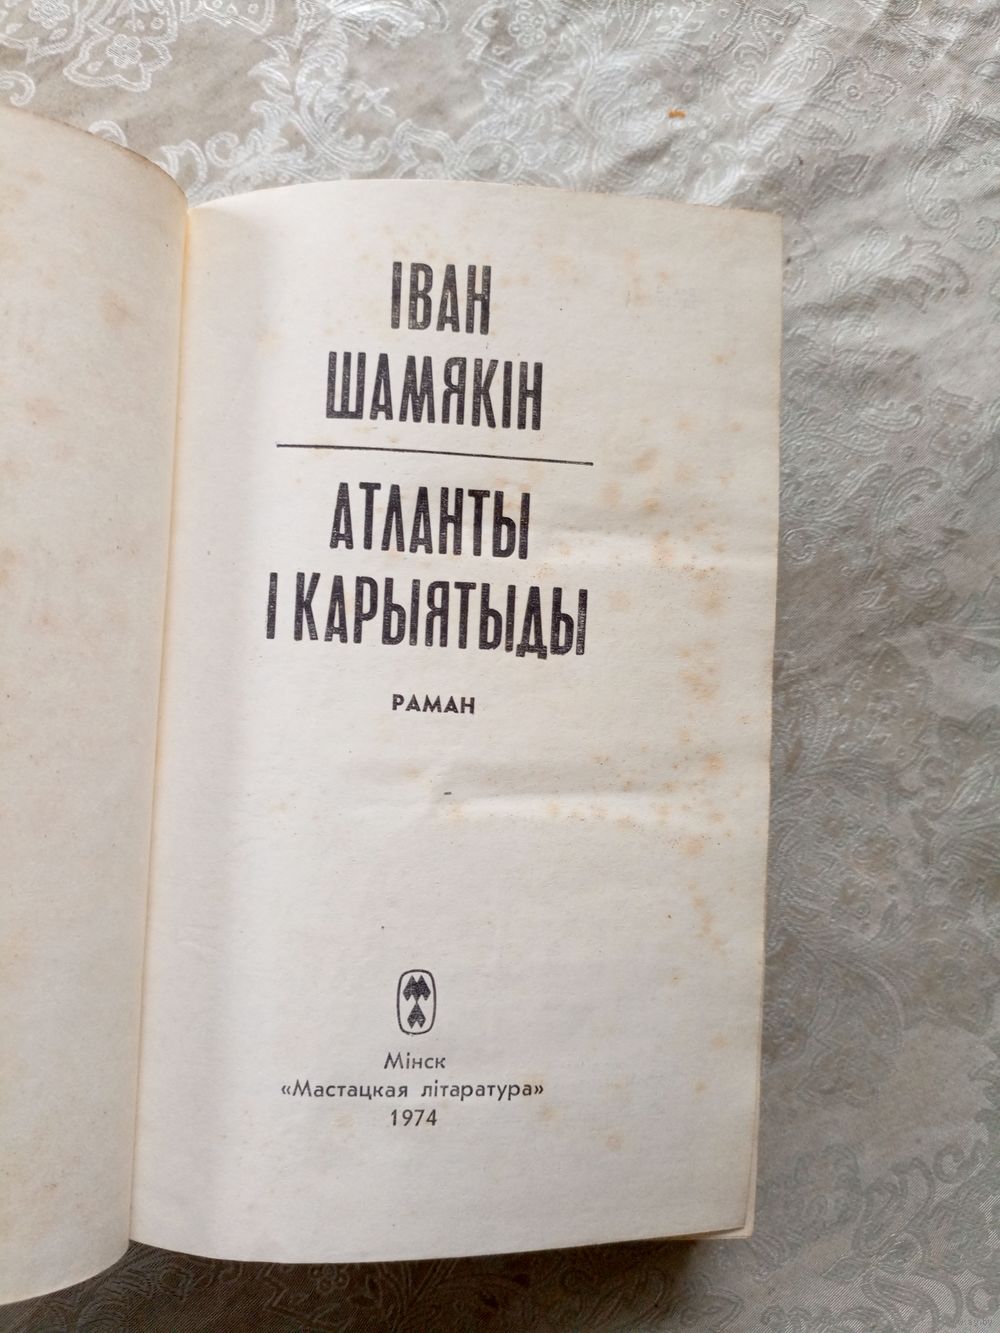 ІВАН
ШАМЯКІН
АТЛАНТЫ
І КАРЫЯТЫДЫ
РАМАН
Мінск
«Мастацкая літаратура»
1974